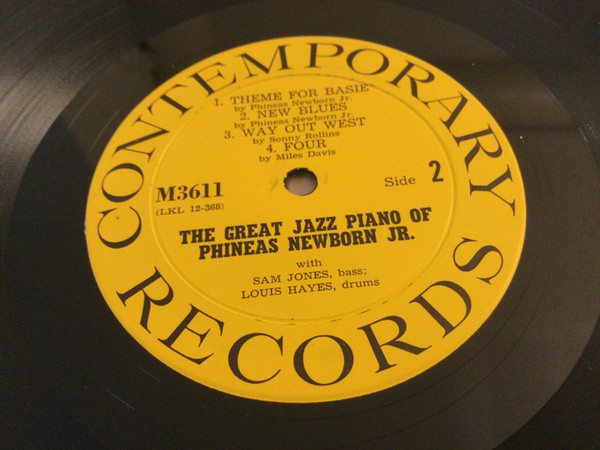 CONTEMPORARY RECORDS
1. THEME FOR BASIE
by Phineas Newborn Jr.
2. NEW BLUES
by Phineas Newborn Jr.
3. WAY OUT WEST
by Sonny Rollins
4. FOUR
by Miles Davis
M3611
(LKL 12-368)
Side 2
THE GREAT JAZZ PIANO OF
PHINEAS NEWBORN JR.
with
SAM JONES, bass;
LOUIS HAYES, drums